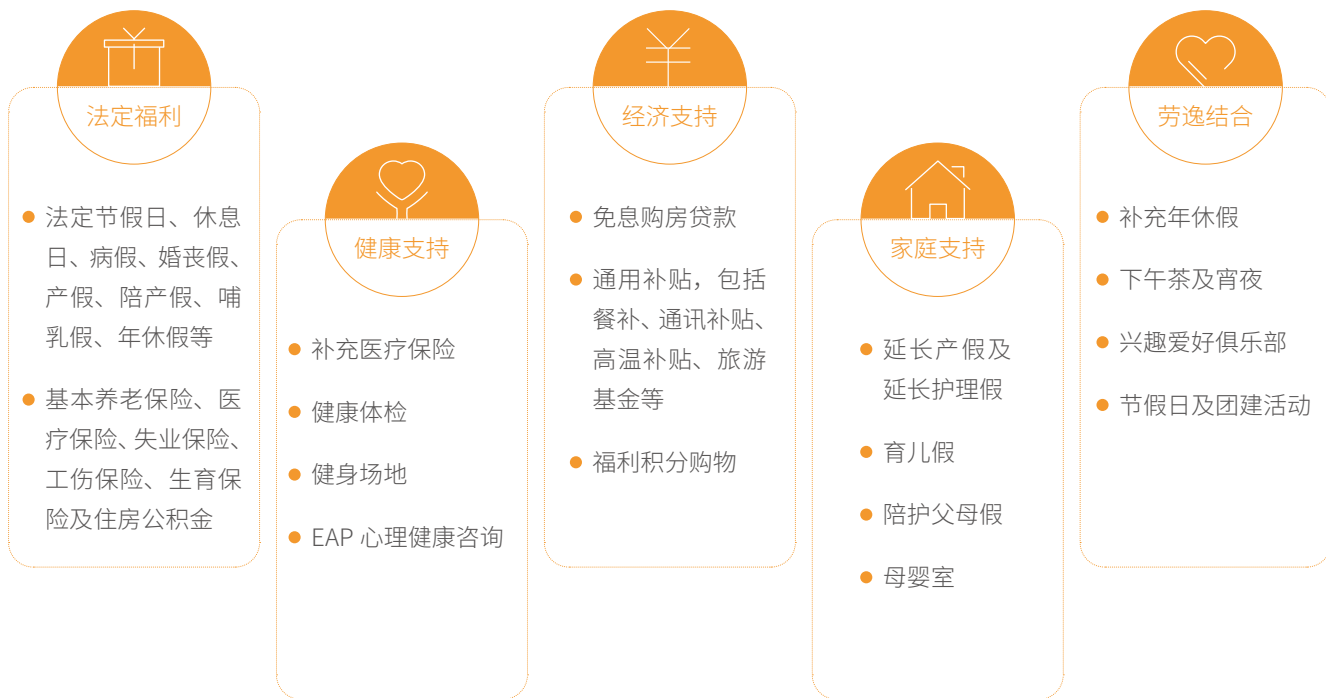 法定福利
法定节假日、休息
日、病假、婚丧假、
产假、陪产假、哺
乳假、年休假等
基本养老保险、医
疗保险、失业保险、
工伤保险、生育保
险及住房公积金
健康支持
补充医疗保险
健康体检
健身场地
EAP 心理健康咨询
经济支持
免息购房贷款
通用补贴，包括
餐补、通讯补贴、
高温补贴、旅游
基金等
福利积分购物
家庭支持
延长产假及
延长护理假
育儿假
陪护父母假
母婴室
劳逸结合
补充年休假
下午茶及宵夜
兴趣爱好俱乐部
节假日及团建活动